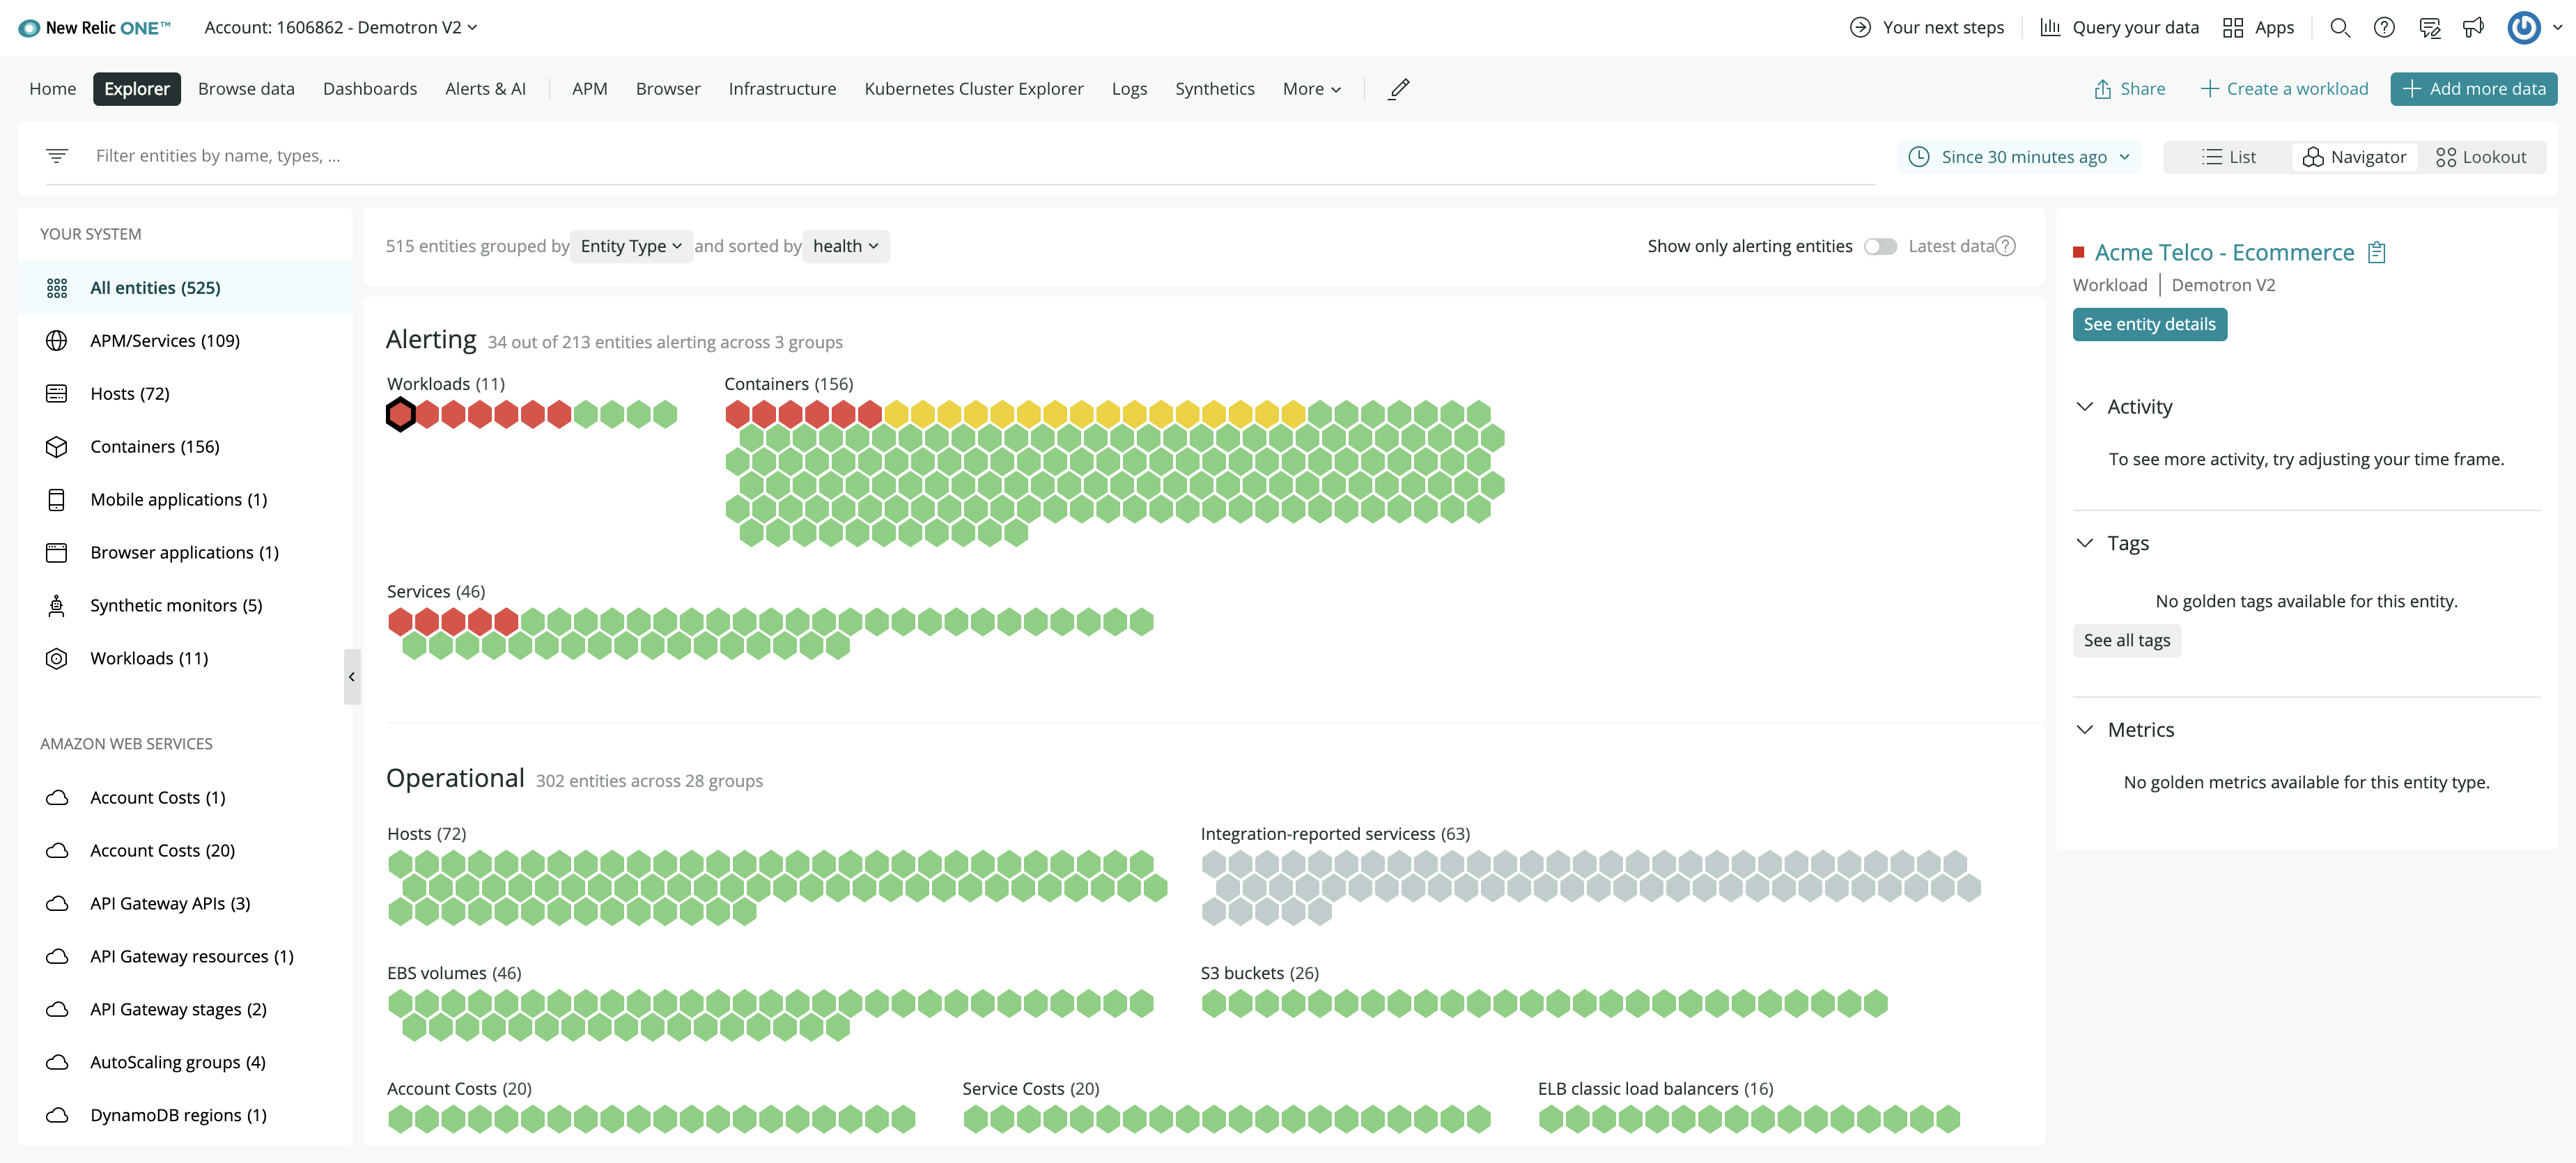 New Relic ONE™
Account: 1606862 - Demotron V2
Your next steps
Query your data
Apps
Home
Explorer
Browse data
Dashboards
Alerts & AI
APM
Browser
Infrastructure
Kubernetes Cluster Explorer
Logs
Synthetics
More
Share
Create a workload
Add more data
Filter entities by name, types, ...
Since 30 minutes ago
List
Navigator
Lookout
YOUR SYSTEM
All entities (525)
APM/Services (109)
Hosts (72)
Containers (156)
Mobile applications (1)
Browser applications (1)
Synthetic monitors (5)
Workloads (11)
AMAZON WEB SERVICES
Account Costs (1)
Account Costs (20)
API Gateway APIs (3)
API Gateway resources (1)
API Gateway stages (2)
AutoScaling groups (4)
DynamoDB regions (1)
515 entities grouped by Entity Type and sorted by health
Show only alerting entities
Latest data
Alerting 34 out of 213 entities alerting across 3 groups
Workloads (11)
Containers (156)
Services (46)
Operational 302 entities across 28 groups
Hosts (72)
Integration-reported servicess (63)
EBS volumes (46)
S3 buckets (26)
Account Costs (20)
Service Costs (20)
ELB classic load balancers (16)
Acme Telco - Ecommerce
Workload | Demotron V2
See entity details
Activity
To see more activity, try adjusting your time frame.
Tags
No golden tags available for this entity.
See all tags
Metrics
No golden metrics available for this entity type.